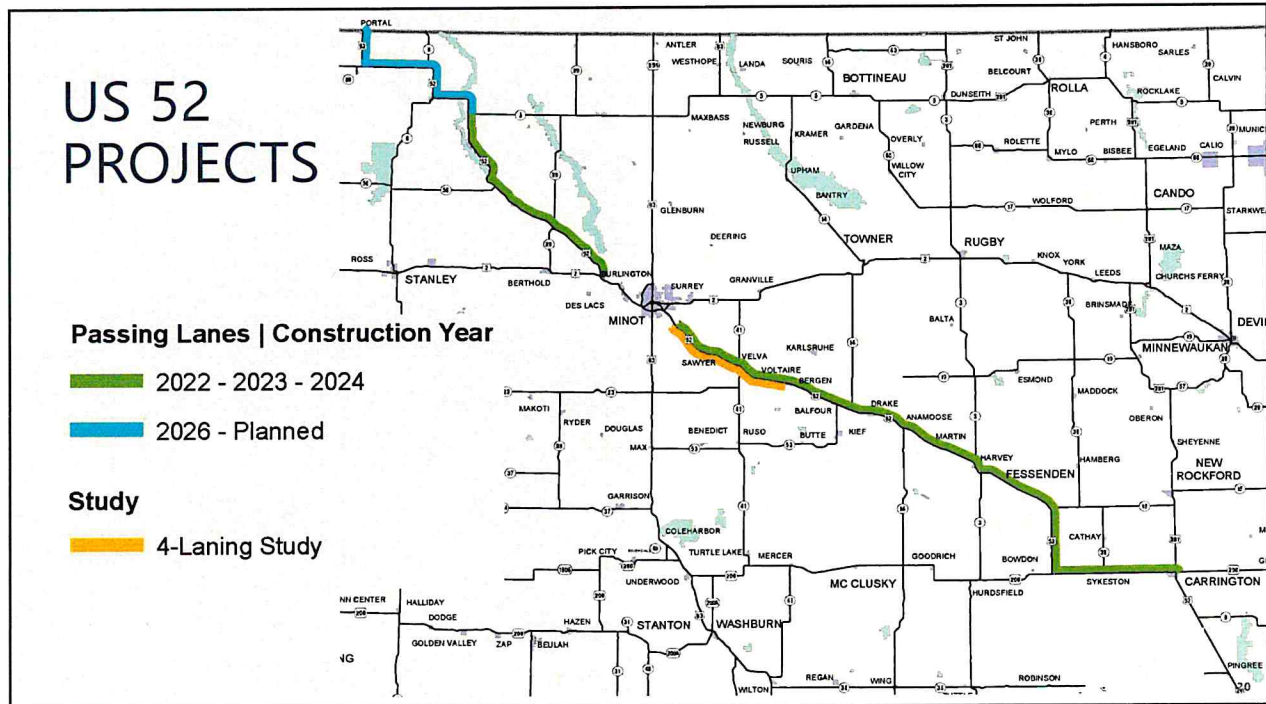 US 52
PROJECTS
Passing Lanes | Construction Year
2022 - 2023 - 2024
2026 - Planned
Study
4-Laning Study
PORTAL
ANTLER
WESTHOPE
LANDA
SOURIS
BOTTINEAU
ST JOHN
BELCOURT
DUNSEITH
ROLLA
HANSBORO
SARLES
CALVIN
ROCKLAKE
MAXBASS
NEWBURG
RUSSELL
KRAMER
GARDENA
OVERLY
WILLOW
CITY
ROLETTE
MYLO
PERTH
BISBEE
EGELAND
CALIO
MUNIC
UPHAM
BANTRY
WOLFORD
CANDO
STARKWEA
GLENBURN
DEERING
TOWNER
RUGBY
KNOX
YORK
LEEDS
MAZA
CHURCHS FERRY
BRINSMADE
ROSS
STANLEY
BERTHOLD
BURLINGTON
DES LACS
SURREY
GRANVILLE
MINOT
BALTA
MINNEWAUKAN
DEVI
SAWYER
VELVA
VOLTAIRE
KARLSRUHE
BERGEN
BALFOUR
DRAKE
ANAMOOSE
MARTIN
HARVEY
FESSENDEN
ESMOND
MADDOCK
OBERON
SHEYENNE
HAMBERG
NEW
ROCKFORD
MAKOTI
RYDER
DOUGLAS
MAX
BENEDICT
RUSO
BUTTE
KIEF
GARRISON
COLEHARBOR
TURTLE LAKE
MERCER
MC CLUSKY
GOODRICH
BOWDON
HURDSFIELD
CATHAY
SYKESTON
CARRINGTON
PICK CITY
UNDERWOOD
NN CENTER
HALLIDAY
DODGE
GOLDEN VALLEY
ZAP
BEULAH
HAZEN
STANTON
WASHBURN
WILTON
REGAN
WING
ROBINSON
PINGREE
20